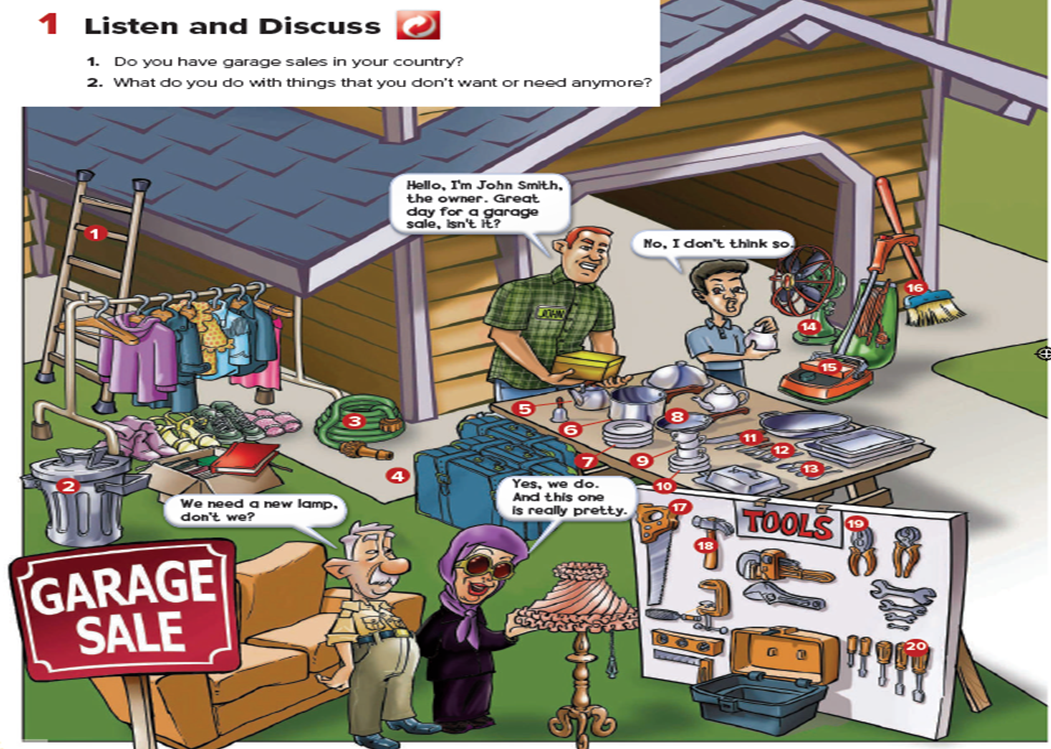 1 Listen and Discuss
1. Do you have garage sales in your country?
2. What do you do with things that you don't want or need anymore?
Hello, I'm John Smith,
the owner. Great
day for a garage
sale, isn't it?
No, I don't think so.
JOHN
1
2
3
4
5
6
7
8
9
10
11
12
13
14
15
16
We need a new lamp,
don't we?
Yes, we do.
And this one
is really pretty.
GARAGE
SALE
TOOLS
17
18
19
20